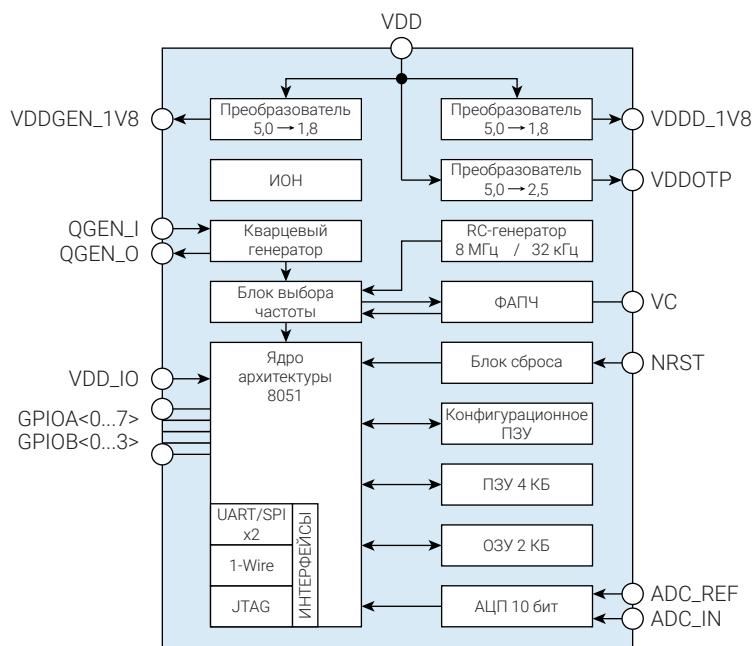 VDD
VDDGEN_1V8
Преобразователь
5,0→1,8
Преобразователь
5,0→1,8
VDDD_1V8
ИОН
Преобразователь
5,0→2,5
VDDOTP
QGEN_I
QGEN_O
Кварцевый
генератор
RC-генератор
8 МГц / 32 кГц
Блок выбора
частоты
ФАПЧ
VC
VDD_IO
GPIOA<0...7>
GPIOB<0...3>
Ядро
архитектуры
8051
Блок сброса
NRST
Конфигурационное
ПЗУ
ПЗУ 4 КБ
UART/SPI
x2
1-Wire
JTAG
ИНТЕРФЕЙСЫ
ОЗУ 2 КБ
АЦП 10 бит
ADC_REF
ADC_IN